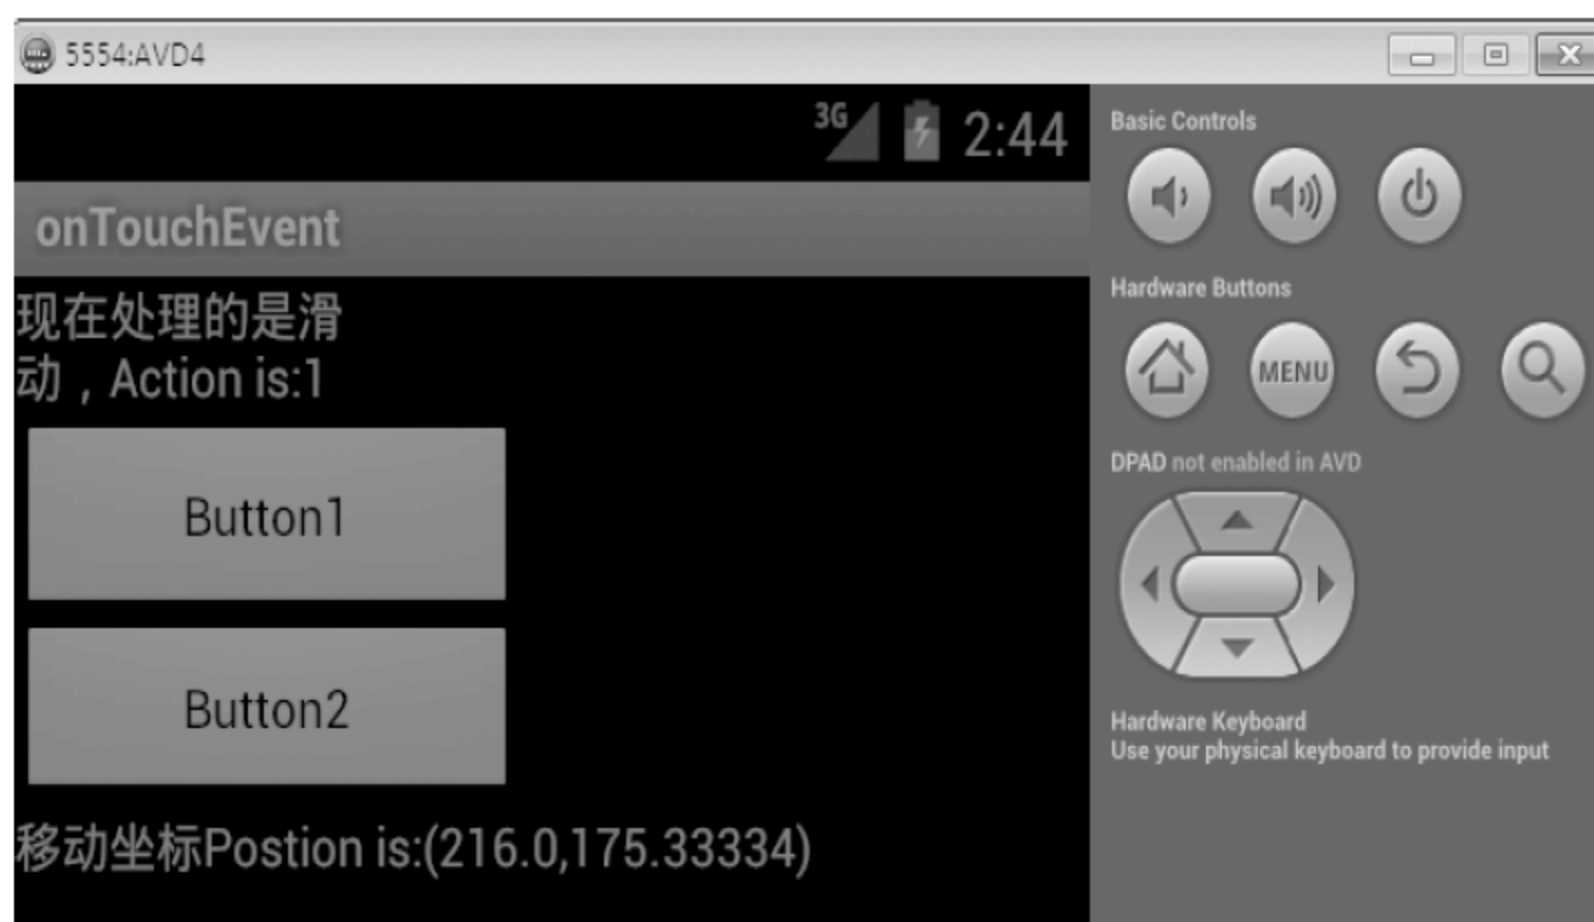 5554:AVD4
3G 2:44
onTouchEvent
现在处理的是滑
动，Action is:1
Button1
Button2
移动坐标Postion is:(216.0,175.33334)
Basic Controls
Hardware Buttons
MENU
DPAD not enabled in AVD
Hardware Keyboard
Use your physical keyboard to provide input